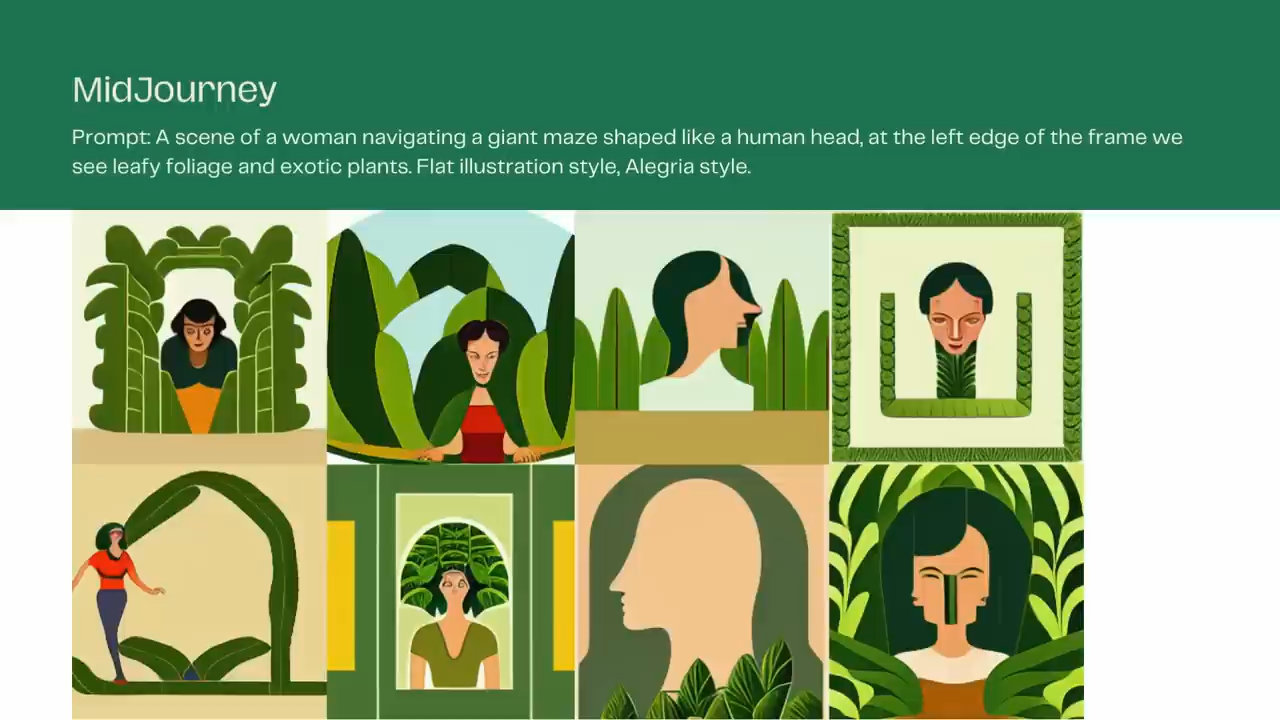 MidJourney
Prompt: A scene of a woman navigating a giant maze shaped like a human head, at the left edge of the frame we
see leafy foliage and exotic plants. Flat illustration style, Alegria style.